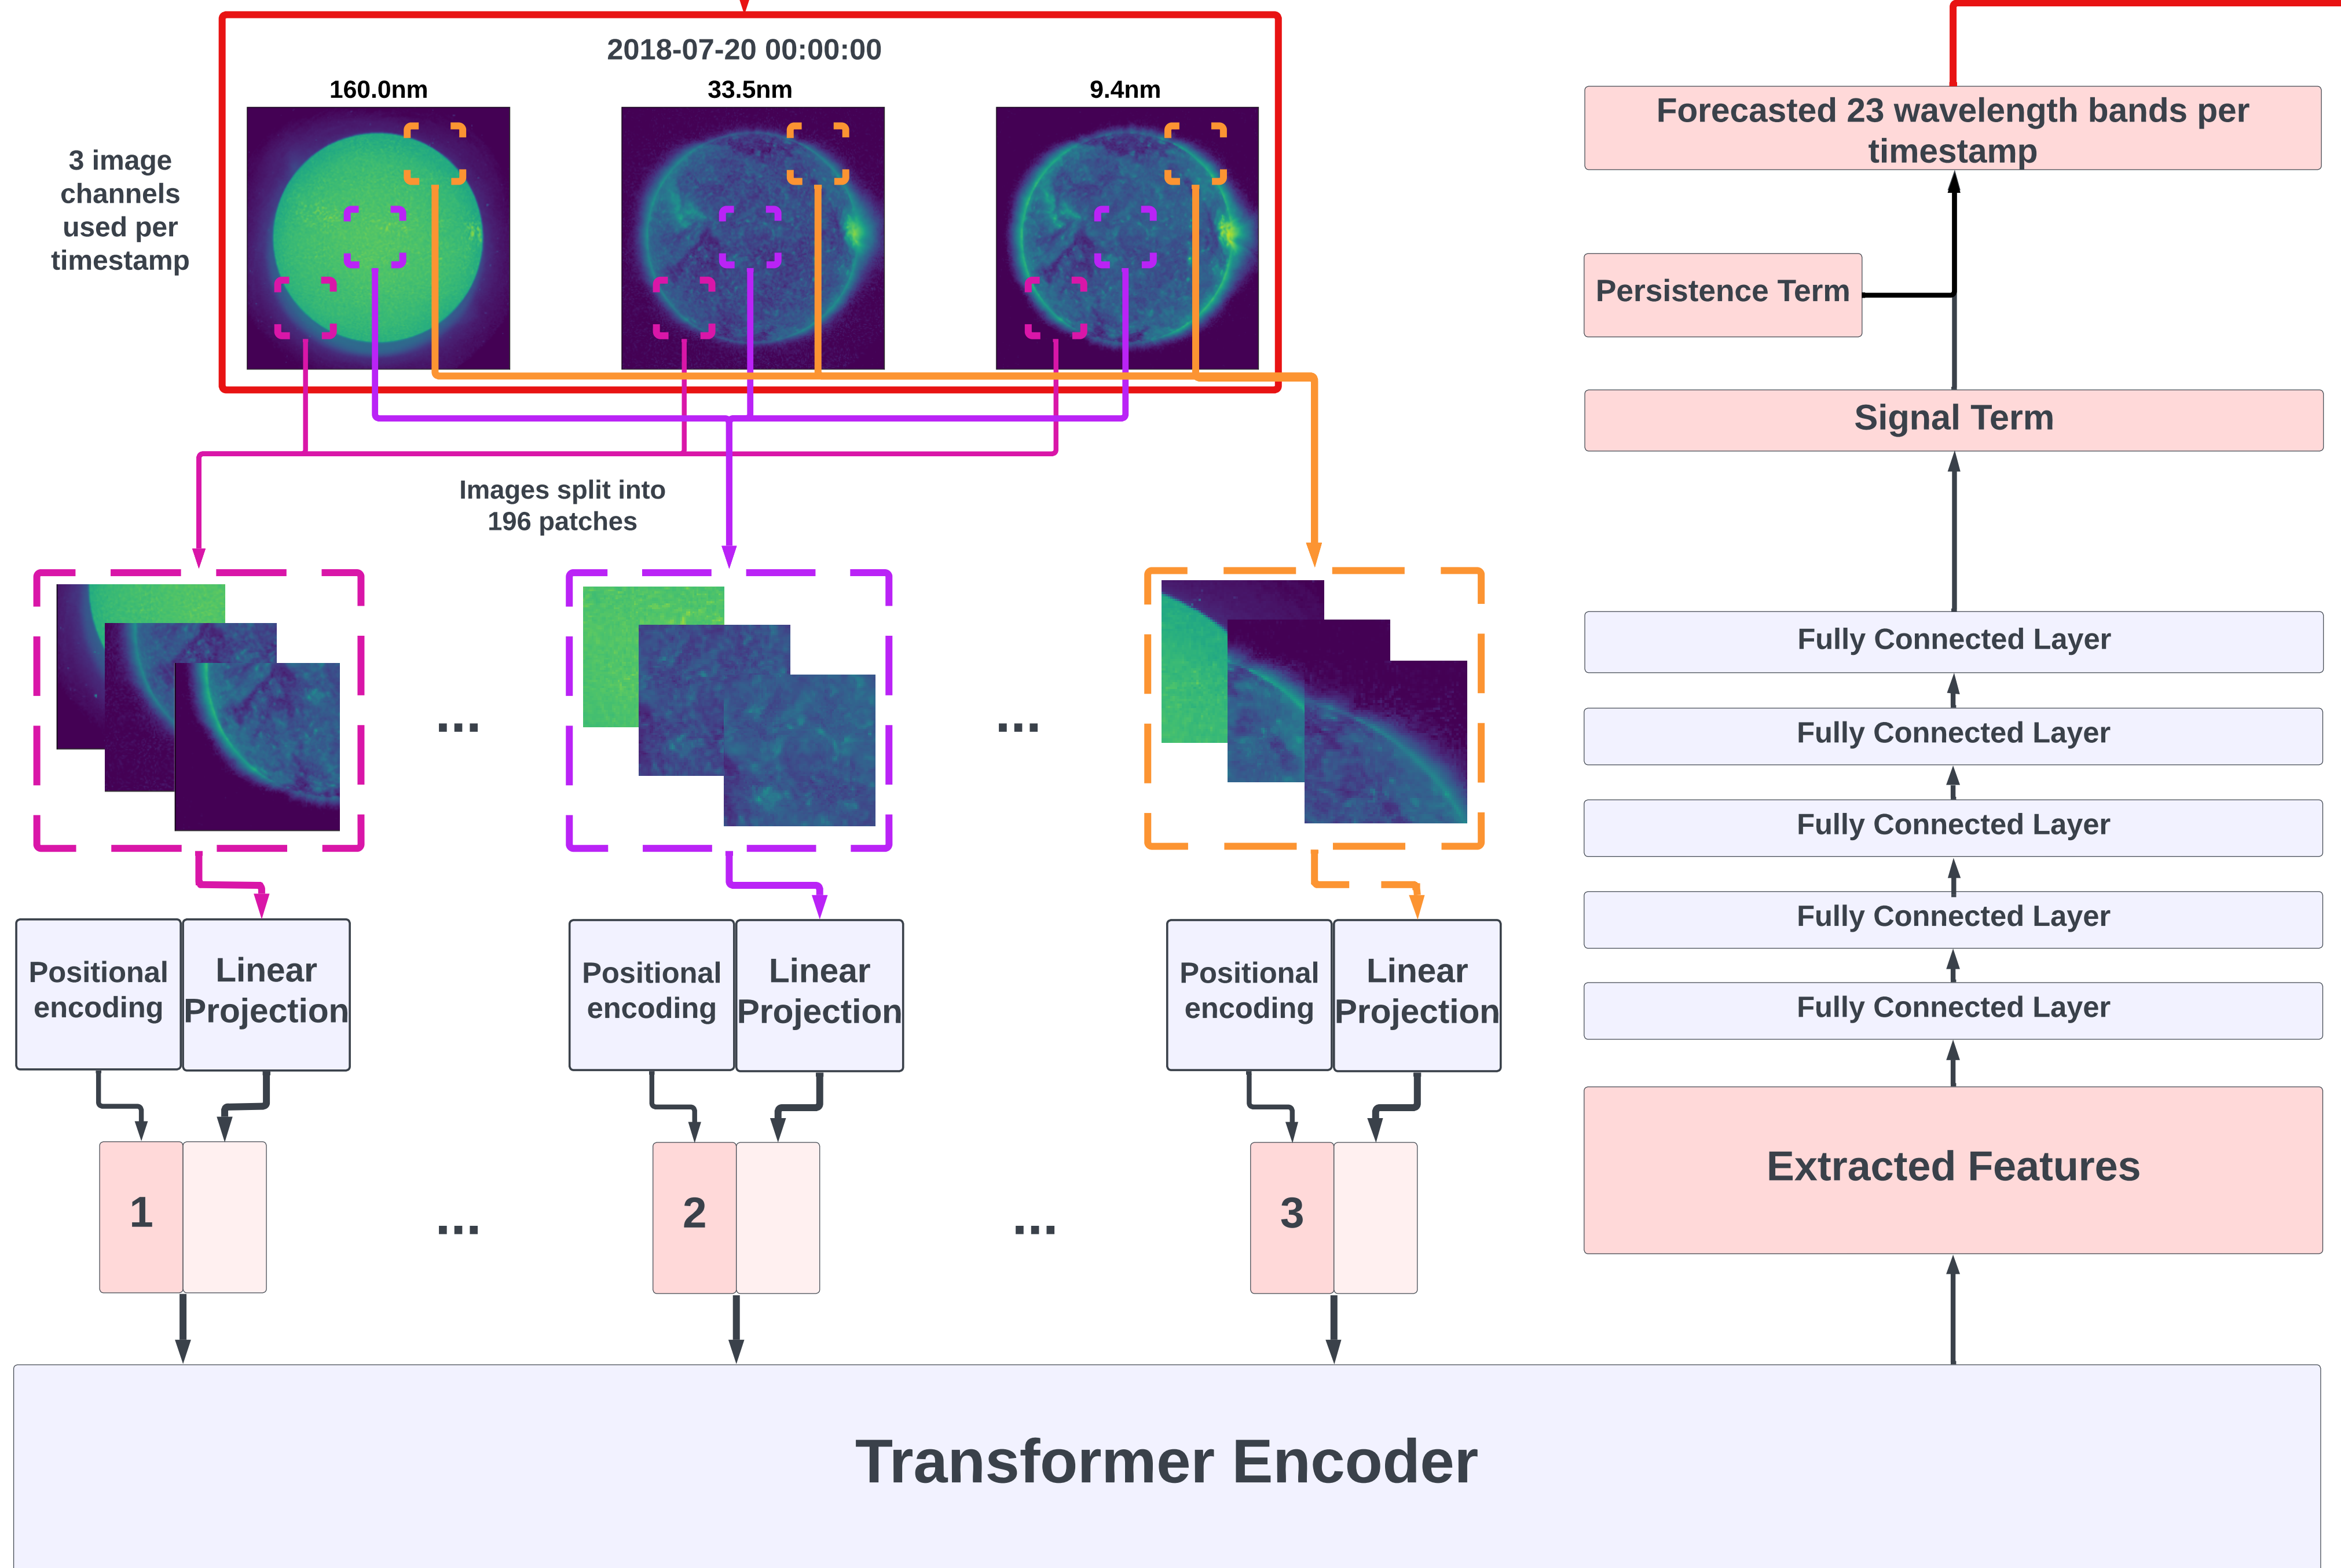 2018-07-20 00:00:00
160.0nm
33.5nm
9.4nm
3 image
channels
used per
timestamp
Images split into
196 patches
...
...
Positional
encoding
Linear
Projection
Positional
encoding
Linear
Projection
Positional
encoding
Linear
Projection
1
...
2
...
3
Transformer Encoder
Forecasted 23 wavelength bands per
timestamp
Persistence Term
Signal Term
Fully Connected Layer
Fully Connected Layer
Fully Connected Layer
Fully Connected Layer
Fully Connected Layer
Extracted Features